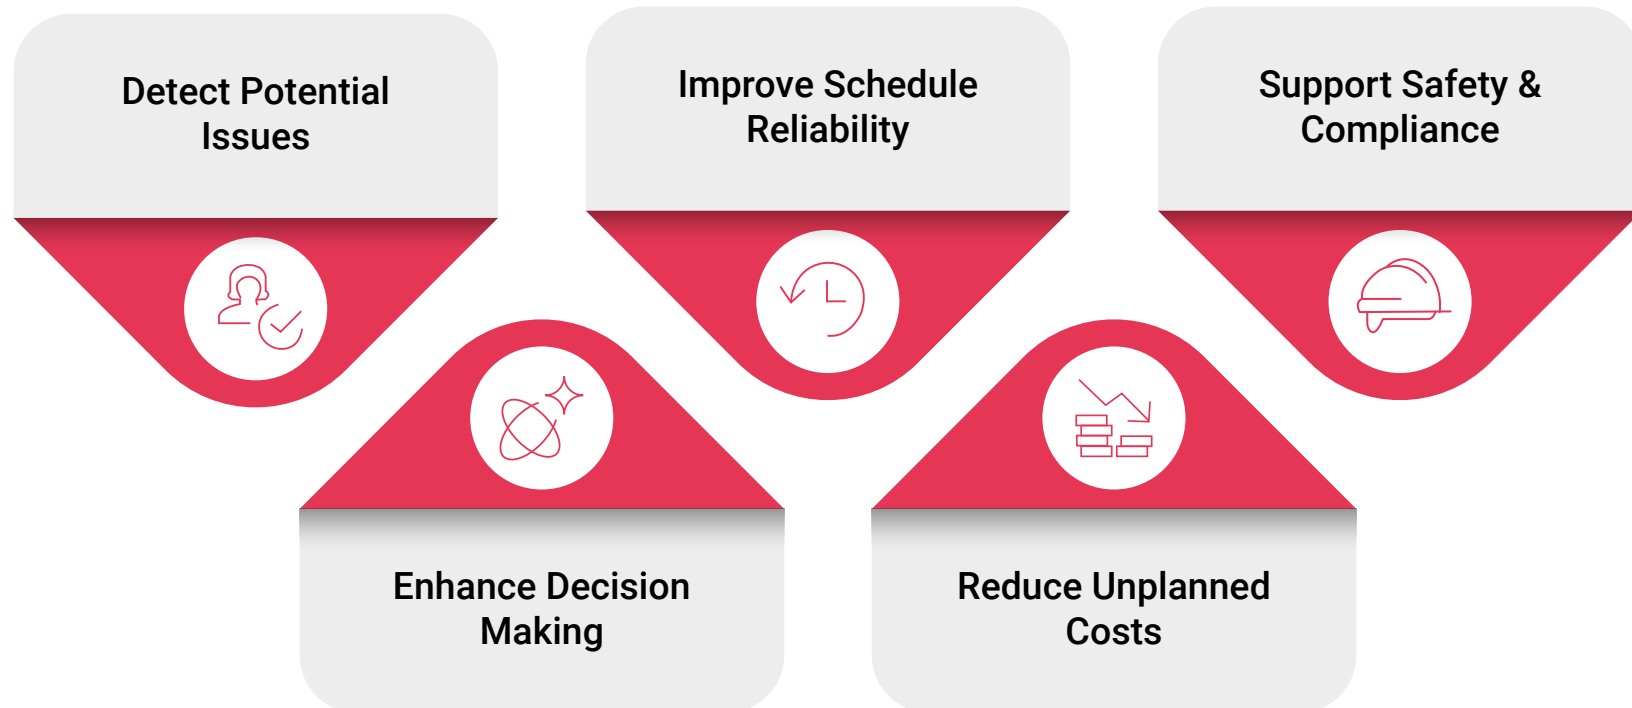 Detect Potential
Issues
Improve Schedule
Reliability
Support Safety &
Compliance
Enhance Decision
Making
Reduce Unplanned
Costs